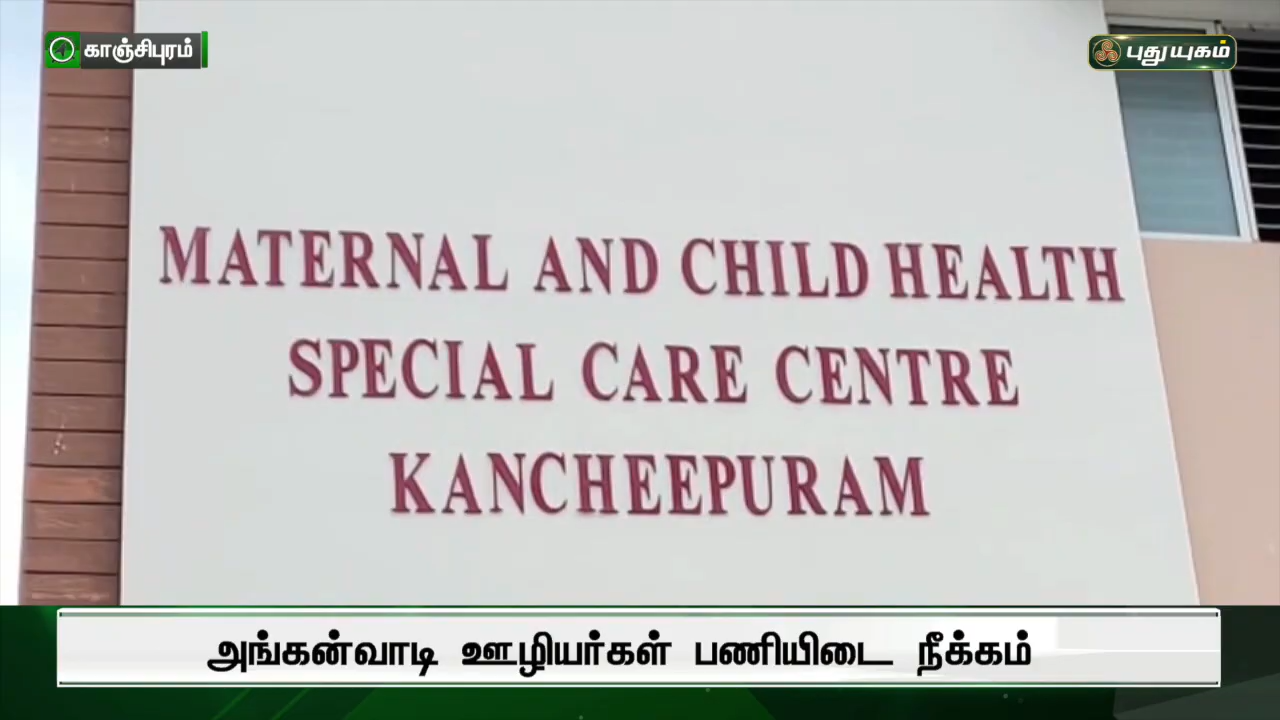 காஞ்சிபுரம்
புதுயுகம்
MATERNAL AND CHILD HEALTH
SPECIAL CARE CENTRE
KANCHEEPURAM
அங்கன்வாடி ஊழியர்கள் பணியிடை நீக்கம்